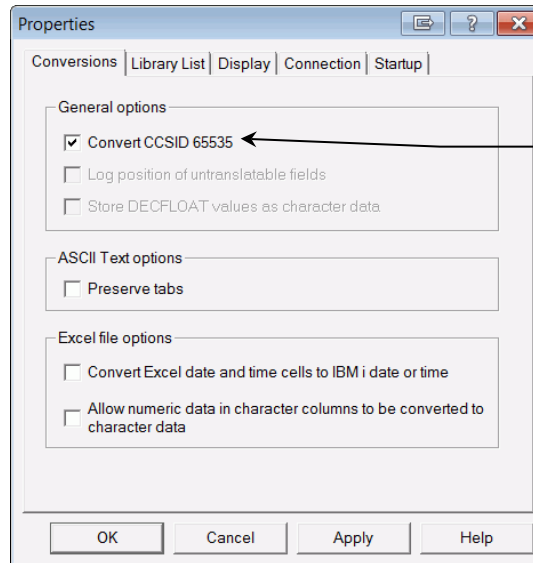 Properties
Conversions Library List Display Connection Startup
General options
Convert CCSID 65535
Log position of untranslatable fields
Store DECFLOAT values as character data
ASCII Text options
Preserve tabs
Excel file options
Convert Excel date and time cells to IBM i date or time
Allow numeric data in character columns to be converted to
character data
OK Cancel Apply Help